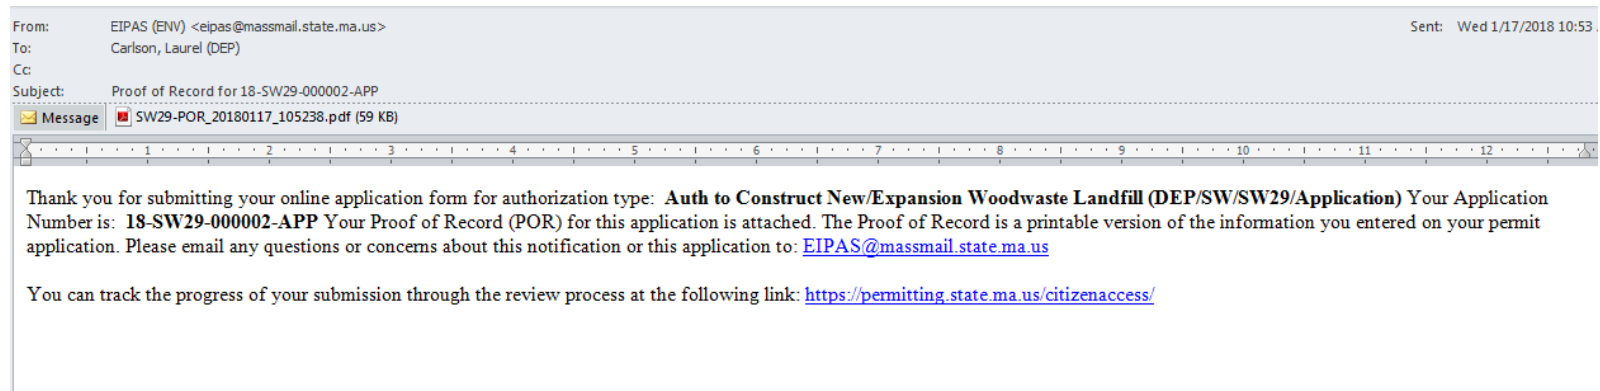 From: EIPAS (ENV) <eipas@massmail.state.ma.us> Sent: Wed 1/17/2018 10:53
To: Carlson, Laurel (DEP)
Cc:
Subject: Proof of Record for 18-SW29-000002-APP
Message SW29-POR_20180117_105238.pdf (59 KB)
1 2 3 4 5 6 7 8 9 10 11 12
Thank you for submitting your online application form for authorization type: Auth to Construct New/Expansion Woodwaste Landfill (DEP/SW/SW29/Application) Your Application
Number is: 18-SW29-000002-APP Your Proof of Record (POR) for this application is attached. The Proof of Record is a printable version of the information you entered on your permit
application. Please email any questions or concerns about this notification or this application to: EIPAS@massmail.state.ma.us
You can track the progress of your submission through the review process at the following link: https://permitting.state.ma.us/citizenaccess/